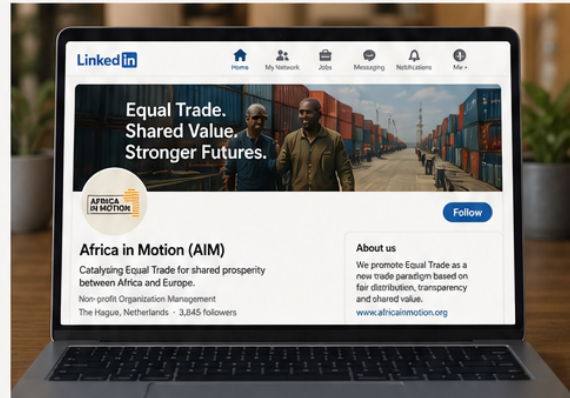 Linked in
Home
My Network
Jobs
Messaging
Notifications
Me
Equal Trade.
Shared Value.
Stronger Futures.
AFRICA
IN MOTION
Follow
Africa in Motion (AIM)
Catalysing Equal Trade for shared prosperity
between Africa and Europe.
Non-profit Organization Management
The Hague, Netherlands · 3,845 followers
About us
We promote Equal Trade as a
new trade paradigm based on
fair distribution, transparency
and shared value.
www.africainmotion.org